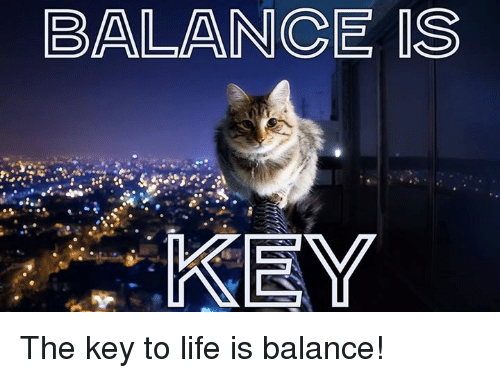 BALANCE IS
KEY
The key to life is balance!